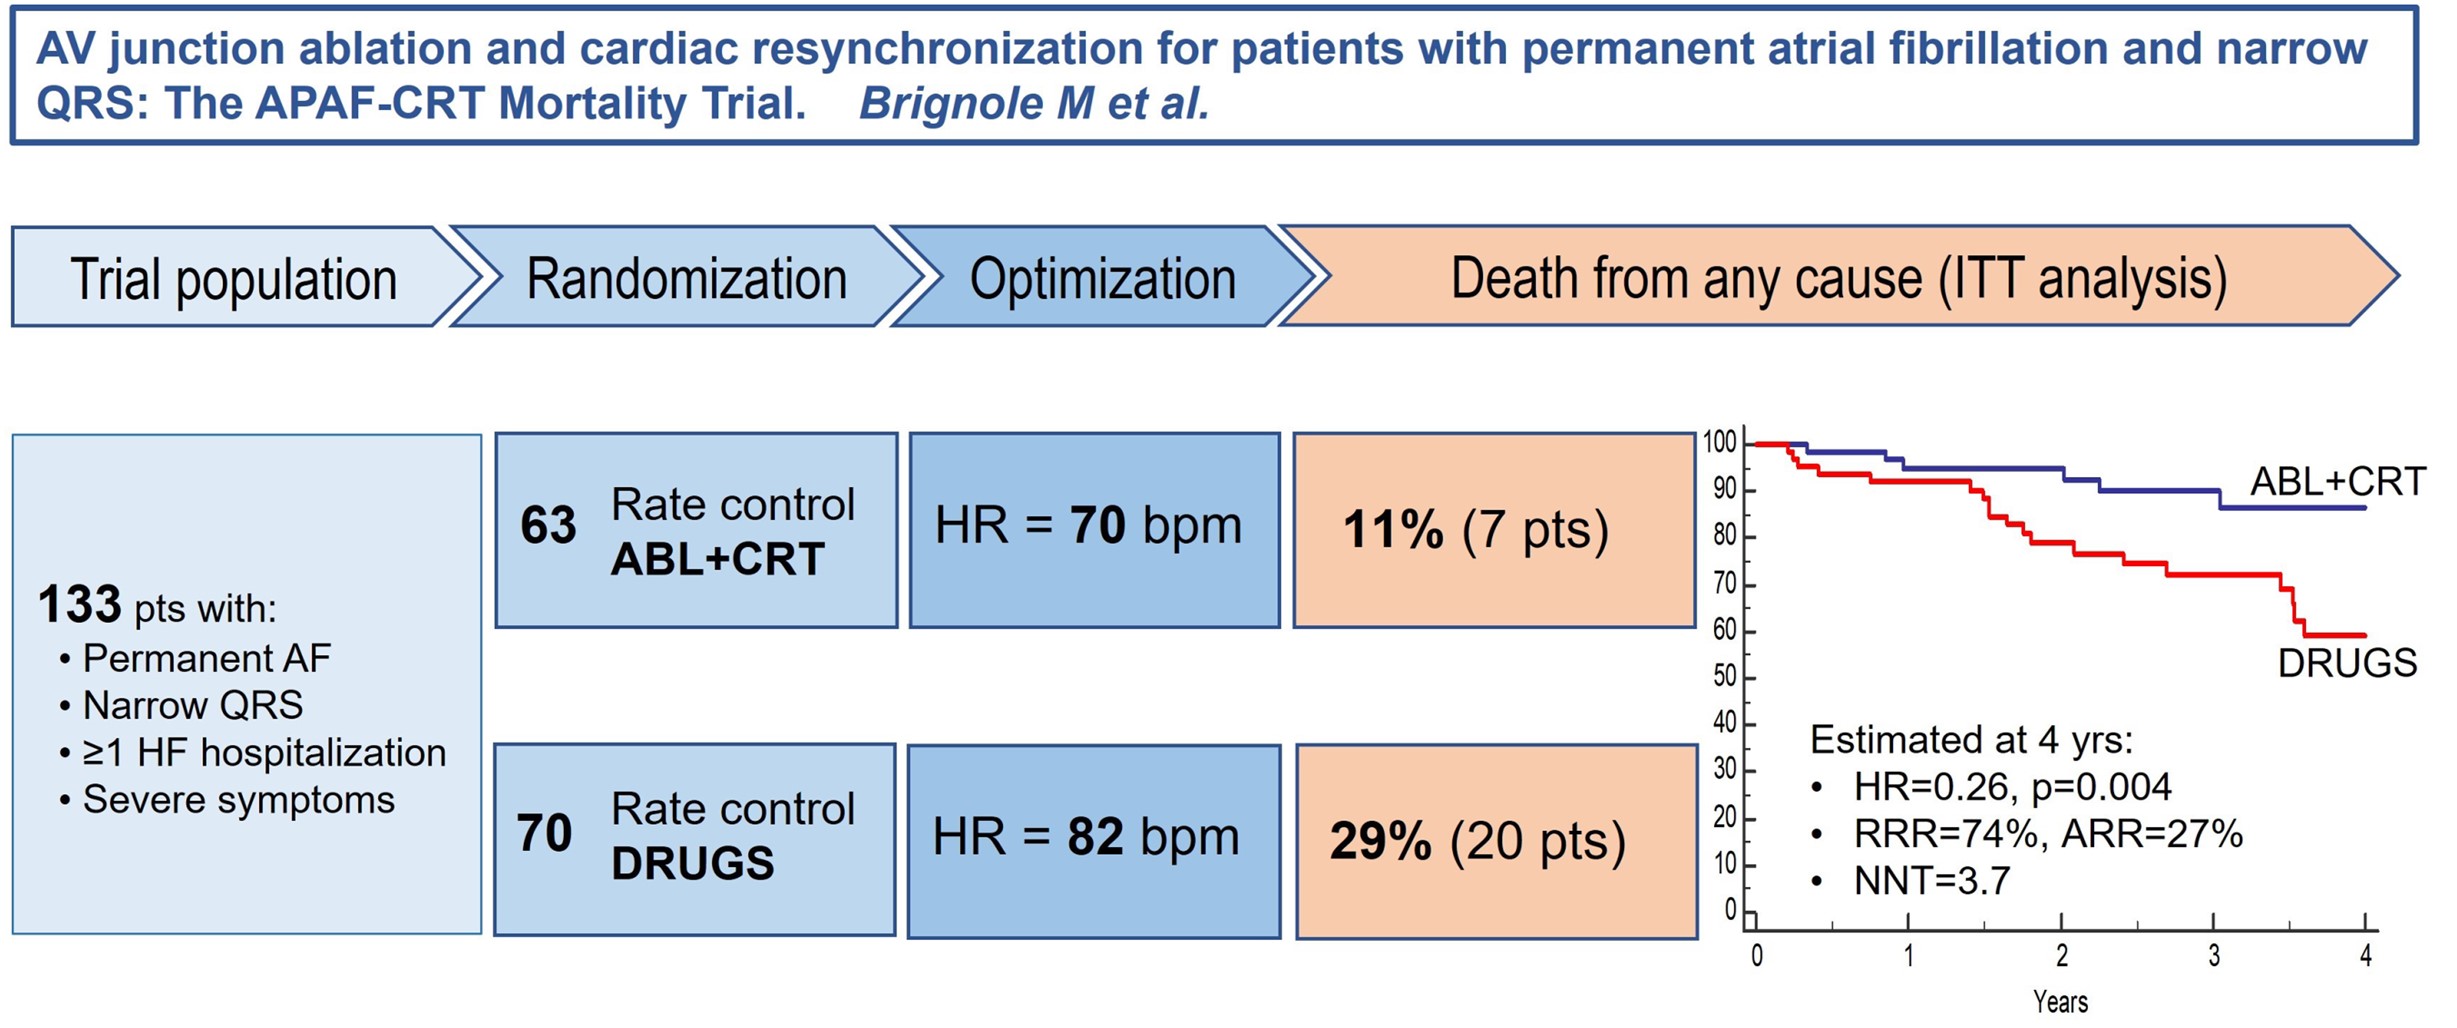 AV junction ablation and cardiac resynchronization for patients with permanent atrial fibrillation and narrow
QRS: The APAF-CRT Mortality Trial. Brignole M et al.
Trial population
Randomization
Optimization
Death from any cause (ITT analysis)
133 pts with:
• Permanent AF
• Narrow QRS
• ≥1 HF hospitalization
• Severe symptoms
63
Rate control
ABL+CRT
HR = 70 bpm
11% (7 pts)
70
Rate control
DRUGS
HR = 82 bpm
29% (20 pts)
100
90
80
70
60
50
40
30
20
10
0
ABL+CRT
DRUGS
Estimated at 4 yrs:
• HR=0.26, p=0.004
• RRR=74%, ARR=27%
• NNT=3.7
0 1 2 3 4
Years